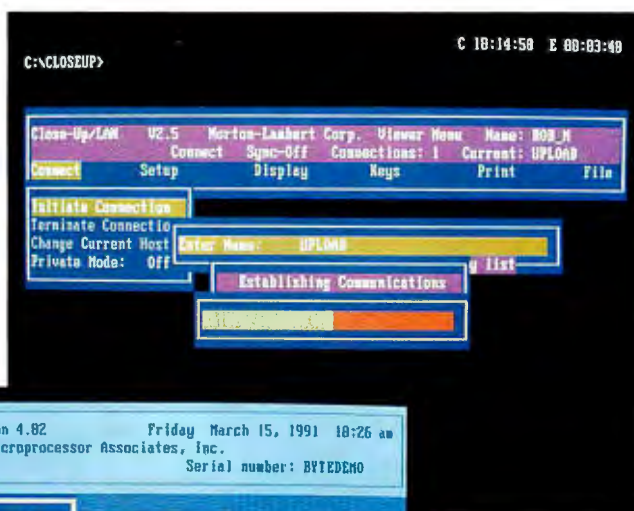 C 10:14:50 E 00:03:49
C:\CLOSEUP>
Close-Up/LAN V2.5 Norton-Lambert Corp. Viewer Menu Name: BOB_M
Connect Sync-Off Connections: 1 Current: UPLOAD
Connect Setup Display Keys Print File
Initiate Connection
Terminate Connectio
Change Current Host Enter Name: UPLOAD
Private Mode: Off y list
Establishing Communications
on 4.02 Friday March 15, 1991 10:26 am
croprocessor Associates, Inc.
Serial number: BYTEDEMO